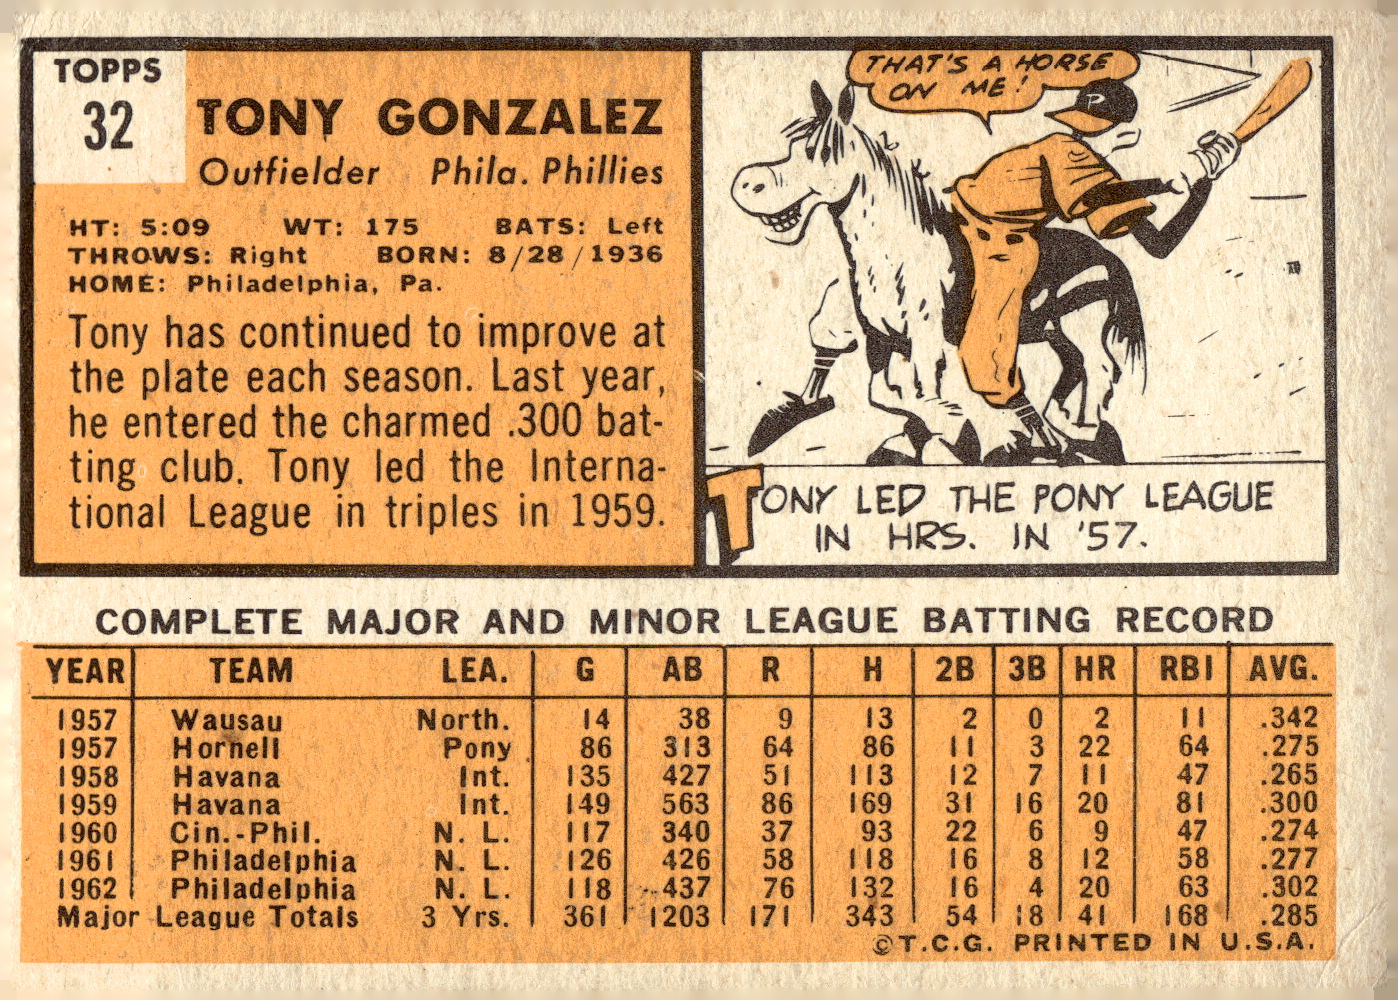 TOPPS
32
TONY GONZALEZ
Outfielder Phila. Phillies
HT: 5:09 WT: 175 BATS: Left
THROWS: Right BORN: 8/28/1936
HOME: Philadelphia, Pa.
Tony has continued to improve at
the plate each season. Last year,
he entered the charmed .300 bat-
ting club. Tony led the Interna-
tional League in triples in 1959.
THAT'S A HORSE
ON ME!
P
TONY LED THE PONY LEAGUE
IN HRS. IN '57.
COMPLETE MAJOR AND MINOR LEAGUE BATTING RECORD
YEAR TEAM LEA. G AB R H 2B 3B HR RBI AVG.
1957 Wausau North. 14 38 9 13 2 0 2 11 .342
1957 Hornell Pony 86 313 64 86 11 3 22 64 .275
1958 Havana Int. 135 427 51 113 12 7 11 47 .265
1959 Havana Int. 149 563 86 169 31 16 20 81 .300
1960 Cin.-Phil. N. L. 117 340 37 93 22 6 9 47 .274
1961 Philadelphia N. L. 126 426 58 118 16 8 12 58 .277
1962 Philadelphia N. L. 118 437 76 132 16 4 20 63 .302
Major League Totals 3 Yrs. 361 1203 171 343 54 18 41 168 .285
©T.C.G. PRINTED IN U.S.A.